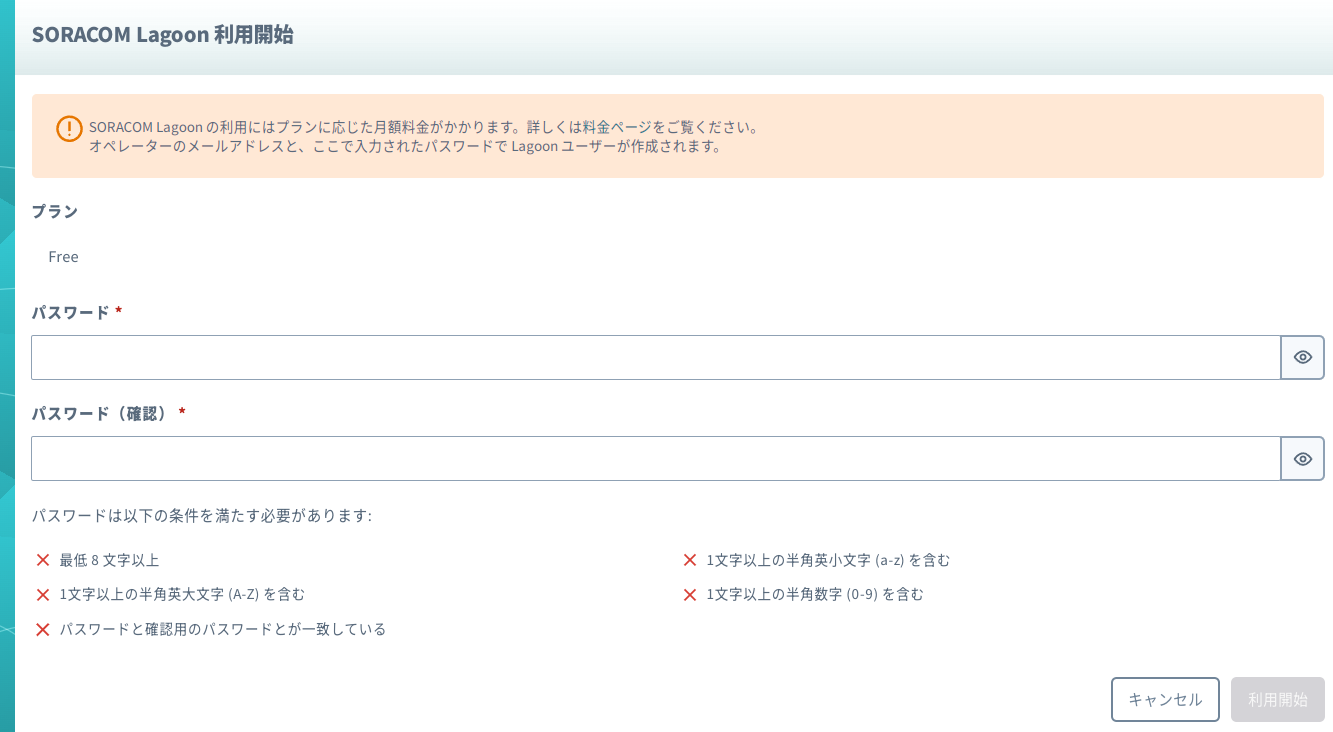 SORACOM Lagoon 利用開始
SORACOM Lagoon の利用にはプランに応じた月額料金がかかります。詳しくは料金ページをご覧ください。
オペレーターのメールアドレスと、ここで入力されたパスワードで Lagoon ユーザーが作成されます。
プラン
Free
パスワード *
パスワード（確認） *
パスワードは以下の条件を満たす必要があります:
最低 8 文字以上
1文字以上の半角英小文字 (a-z) を含む
1文字以上の半角英大文字 (A-Z) を含む
1文字以上の半角数字 (0-9) を含む
パスワードと確認用のパスワードとが一致している
キャンセル
利用開始